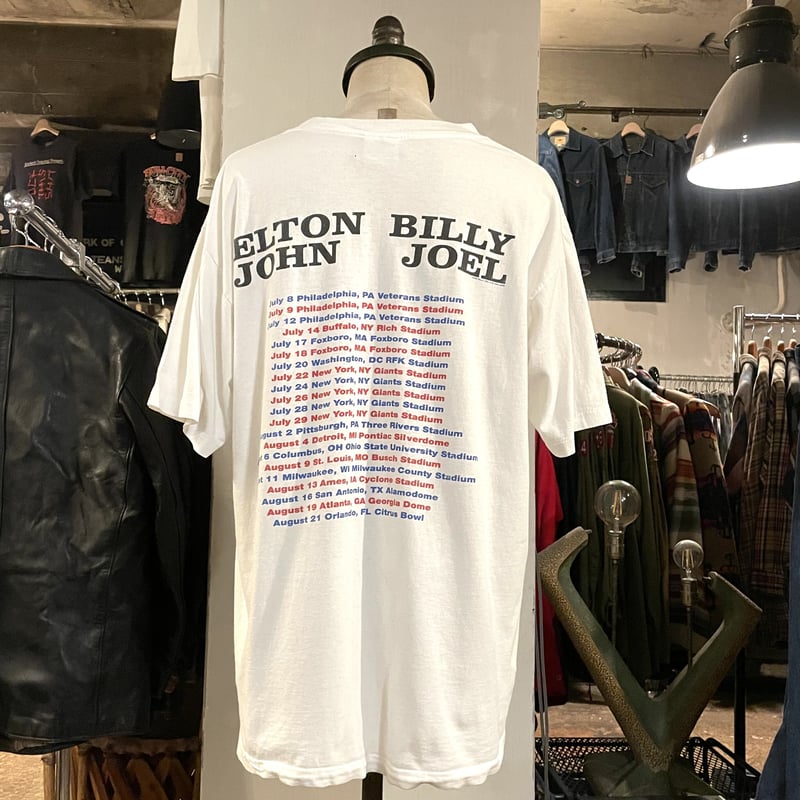 ELTON BILLY
JOHN JOEL
July 8 Philadelphia, PA Veterans Stadium
July 9 Philadelphia, PA Veterans Stadium
July 12 Philadelphia, PA Veterans Stadium
July 14 Buffalo, NY Rich Stadium
July 17 Foxboro, MA Foxboro Stadium
July 18 Foxboro, MA Foxboro Stadium
July 20 Washington, DC RFK Stadium
July 22 New York, NY Giants Stadium
July 24 New York, NY Giants Stadium
July 26 New York, NY Giants Stadium
July 28 New York, NY Giants Stadium
July 29 New York, NY Giants Stadium
gust 2 Pittsburgh, PA Three Rivers Stadium
August 4 Detroit, MI Pontiac Silverdome
t 6 Columbus, OH Ohio State University Stadium
August 9 St. Louis, MO Busch Stadium
t 11 Milwaukee, WI Milwaukee County Stadium
August 13 Ames, IA Cyclone Stadium
August 16 San Antonio, TX Alamodome
August 19 Atlanta, GA Georgia Dome
August 21 Orlando, FL Citrus Bowl